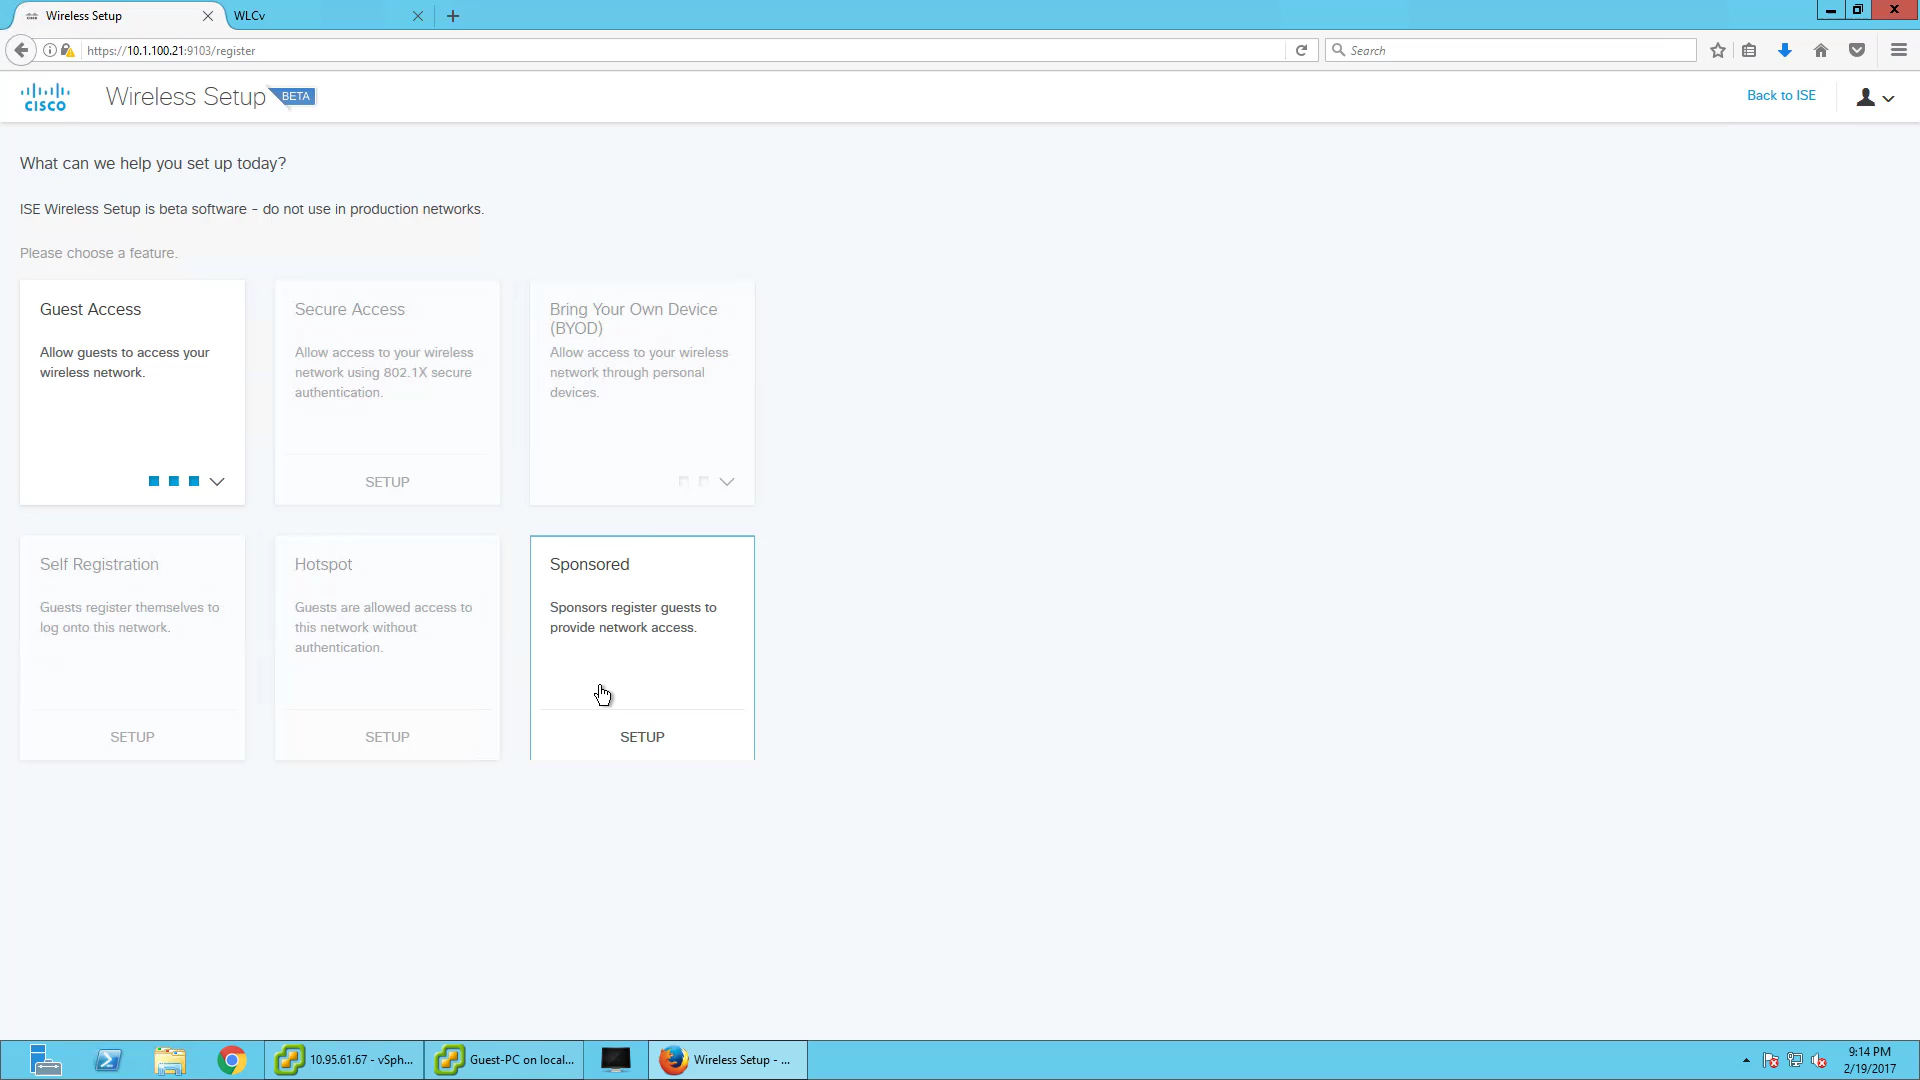 Wireless Setup
WLCv
https://10.1.100.21:9103/register
Search
CISCO
Wireless Setup
BETA
Back to ISE
What can we help you set up today?
ISE Wireless Setup is beta software - do not use in production networks.
Please choose a feature.
Guest Access
Allow guests to access your
wireless network.
Secure Access
Allow access to your wireless
network using 802.1X secure
authentication.
SETUP
Bring Your Own Device
(BYOD)
Allow access to your wireless
network through personal
devices.
Self Registration
Guests register themselves to
log onto this network.
SETUP
Hotspot
Guests are allowed access to
this network without
authentication.
SETUP
Sponsored
Sponsors register guests to
provide network access.
SETUP
10.95.61.67 - vSph...
Guest-PC on local...
Wireless Setup - ...
9:14 PM
2/19/2017